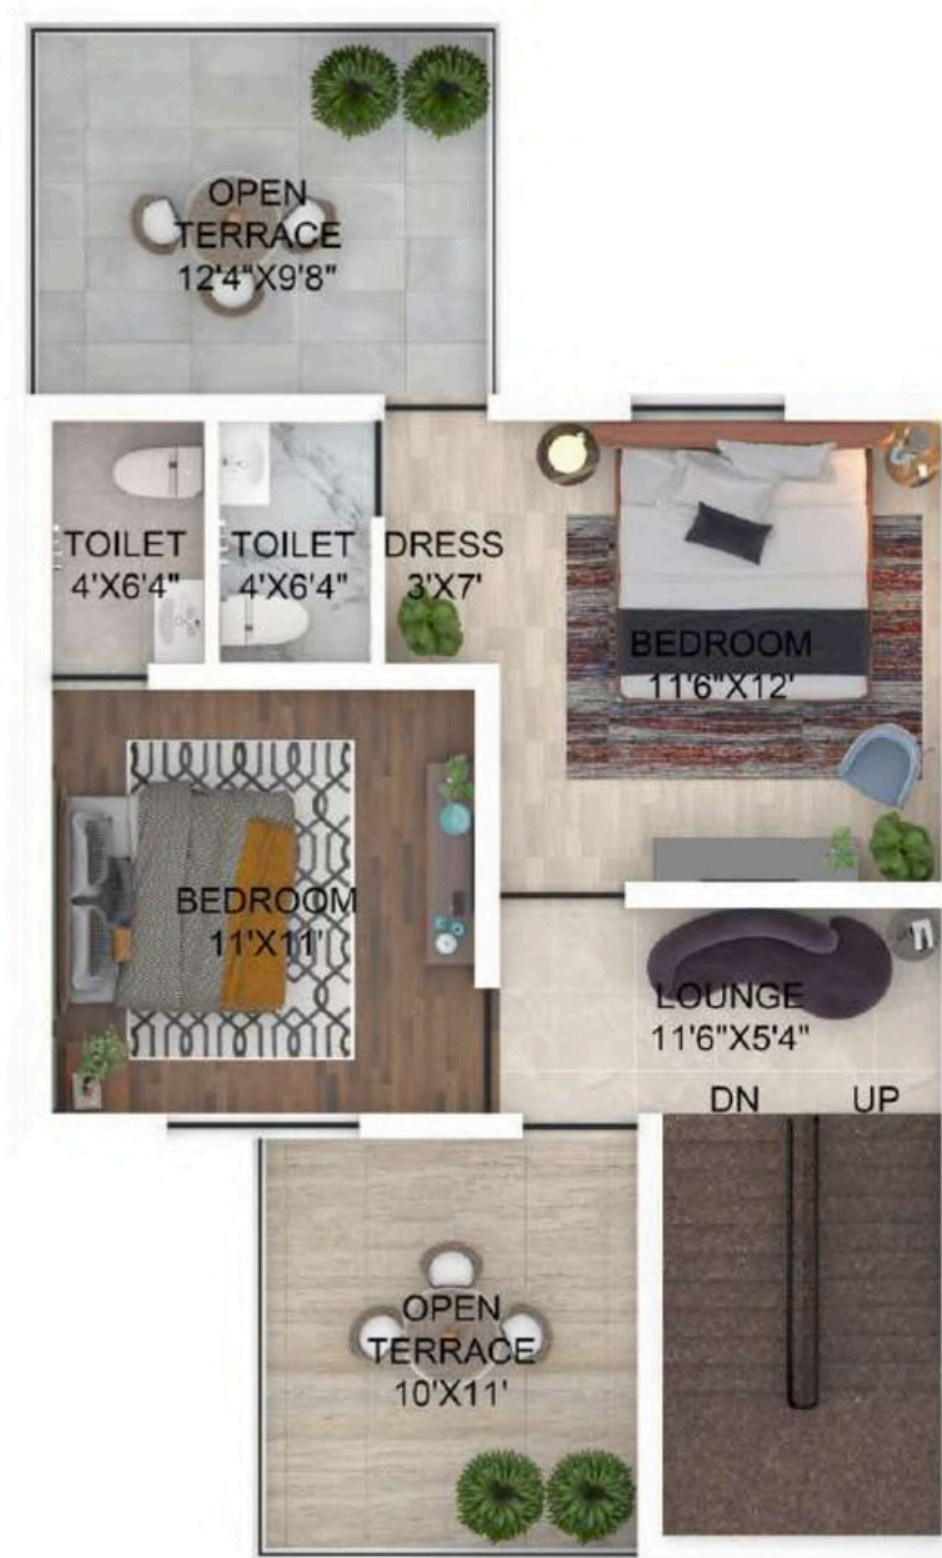 OPEN
TERRACE
12'4"X9'8"
TOILET
4'X6'4"
TOILET
4'X6'4"
DRESS
3'X7'
BEDROOM
11'6"X12'
BEDROOM
11'X11'
LOUNGE
11'6"X5'4"
DN
UP
OPEN
TERRACE
10'X11'